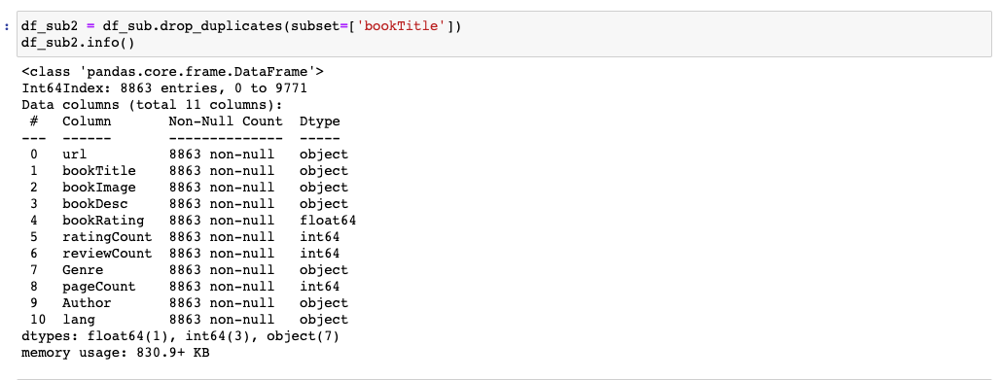 : df_sub2 = df_sub.drop_duplicates(subset=['bookTitle'])
df_sub2.info()
<class 'pandas.core.frame.DataFrame'>
Int64Index: 8863 entries, 0 to 9771
Data columns (total 11 columns):
 #   Column       Non-Null Count  Dtype
---  ------       --------------  -----
 0   url          8863 non-null   object
 1   bookTitle    8863 non-null   object
 2   bookImage    8863 non-null   object
 3   bookDesc     8863 non-null   object
 4   bookRating   8863 non-null   float64
 5   ratingCount  8863 non-null   int64
 6   reviewCount  8863 non-null   int64
 7   Genre        8863 non-null   object
 8   pageCount    8863 non-null   int64
 9   Author       8863 non-null   object
 10  lang         8863 non-null   object
dtypes: float64(1), int64(3), object(7)
memory usage: 830.9+ KB